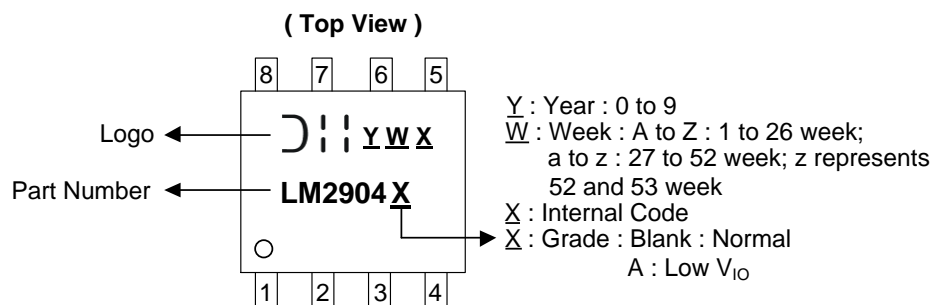 ( Top View )
8 7 6 5
Logo
Y W X
Part Number
LM2904 X
1 2 3 4
Y : Year : 0 to 9
W : Week : A to Z : 1 to 26 week;
a to z : 27 to 52 week; z represents
52 and 53 week
X : Internal Code
X : Grade : Blank : Normal
A : Low VIO